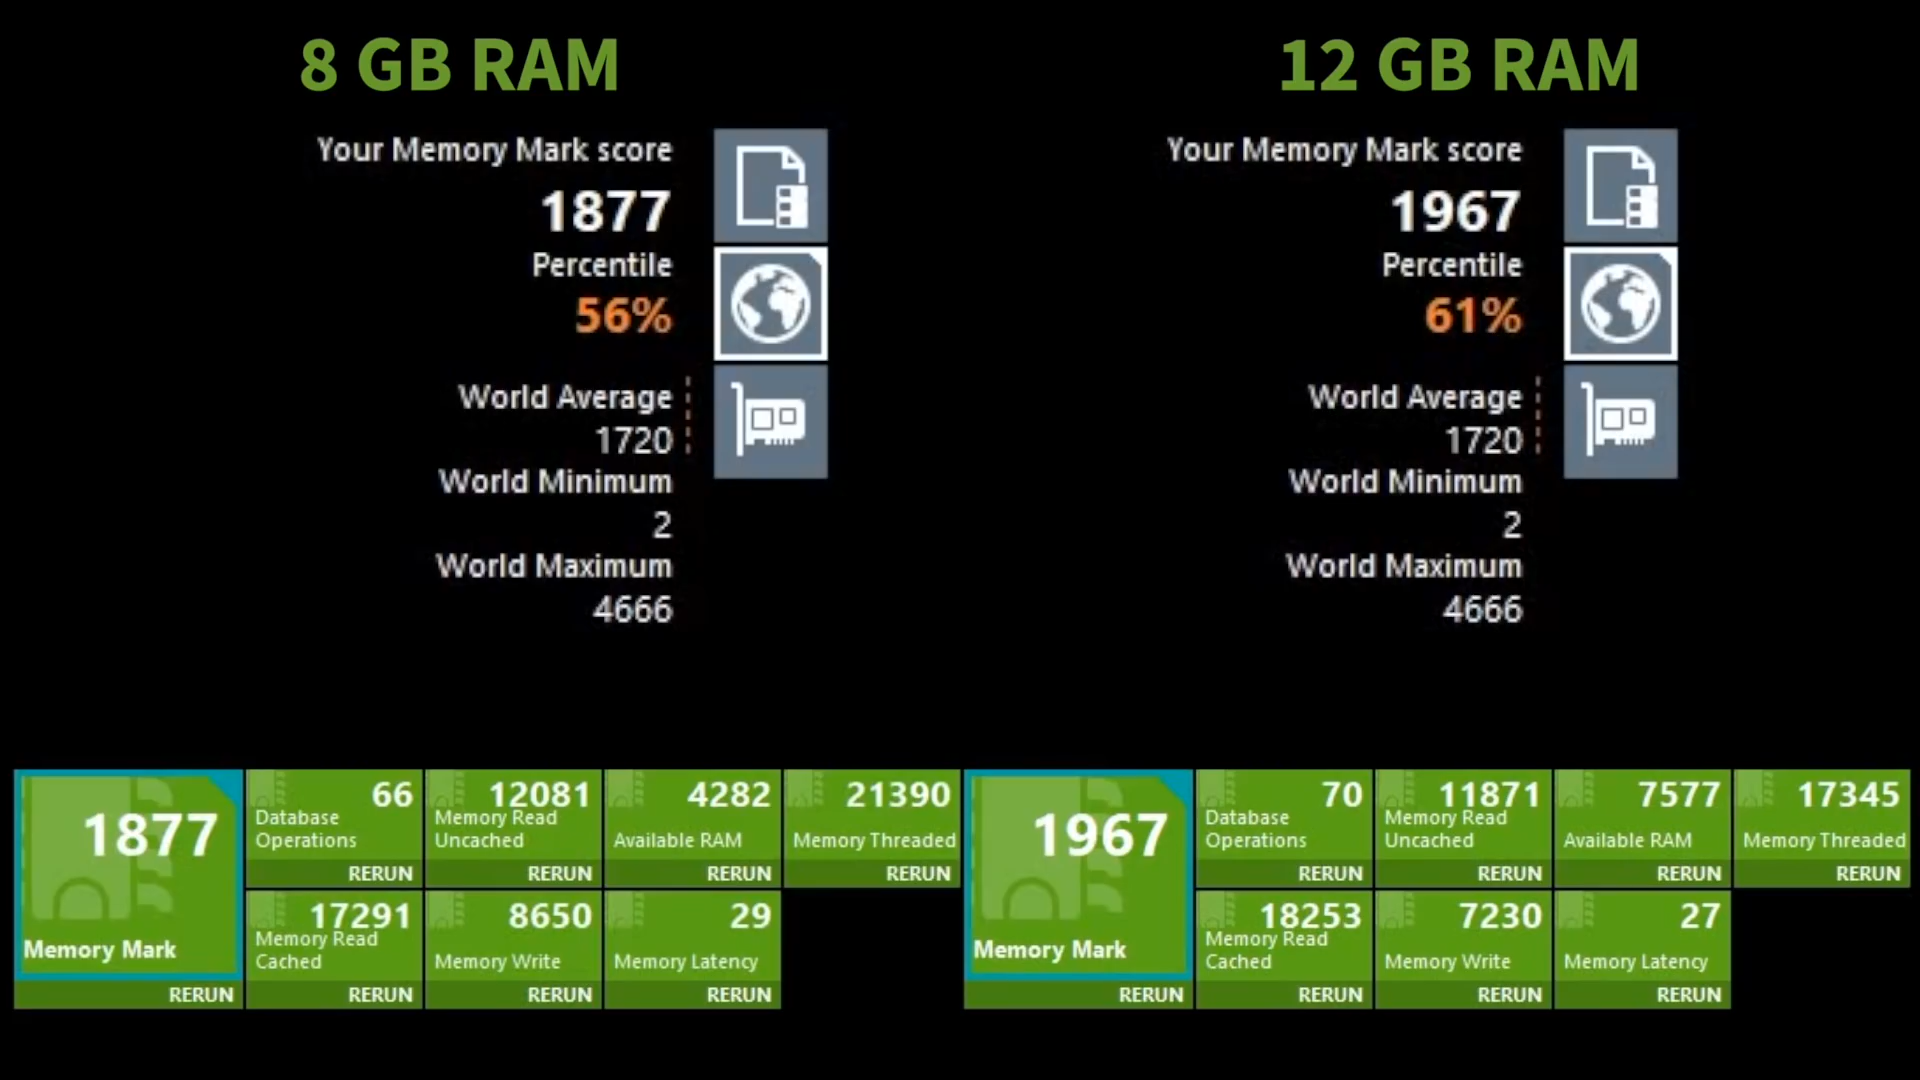 8 GB RAM
Your Memory Mark score
1877
Percentile
56%
World Average
1720
World Minimum
2
World Maximum
4666
12 GB RAM
Your Memory Mark score
1967
Percentile
61%
World Average
1720
World Minimum
2
World Maximum
4666
1877
Memory Mark
RERUN
66
Database
Operations
RERUN
12081
Memory Read
Uncached
RERUN
4282
Available RAM
RERUN
21390
Memory Threaded
RERUN
17291
Memory Read
Cached
RERUN
8650
Memory Write
RERUN
29
Memory Latency
RERUN
1967
Memory Mark
RERUN
70
Database
Operations
RERUN
11871
Memory Read
Uncached
RERUN
7577
Available RAM
RERUN
17345
Memory Threaded
RERUN
18253
Memory Read
Cached
RERUN
7230
Memory Write
RERUN
27
Memory Latency
RERUN